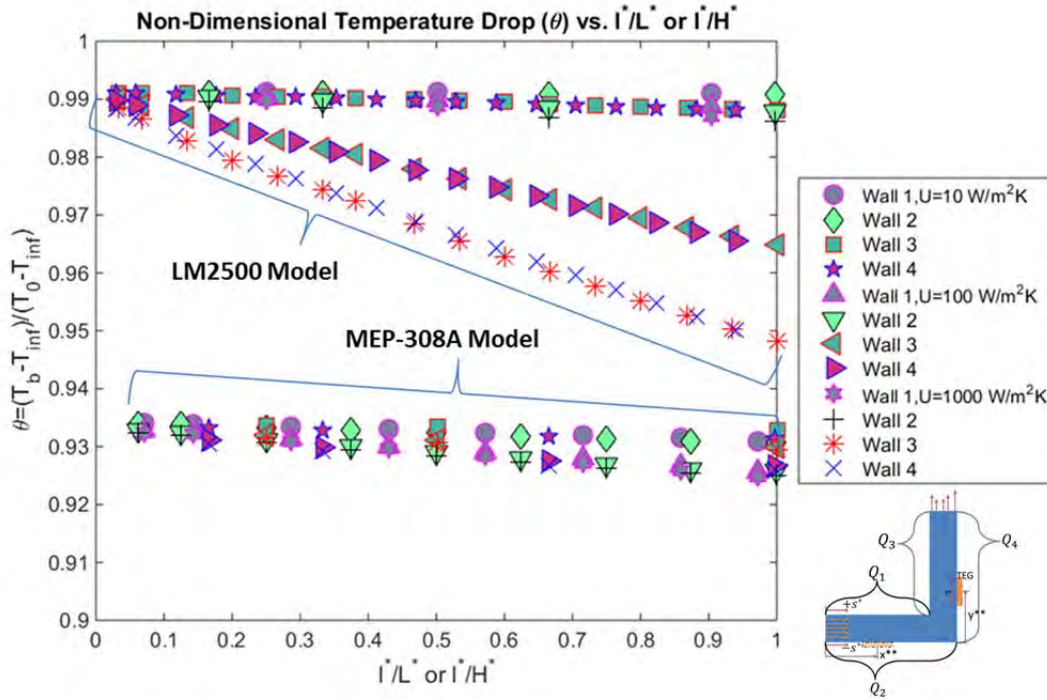 Non-Dimensional Temperature Drop (θ) vs. l*/L* or l*/H*
1
0.99
0.98
0.97
0.96
0.95
0.94
0.93
0.92
0.91
0.9
θ=(T_b-T_inf)/(T_0-T_inf)
LM2500 Model
MEP-308A Model
0 0.1 0.2 0.3 0.4 0.5 0.6 0.7 0.8 0.9 1
l*/L* or l*/H*
Wall 1,U=10 W/m²K
Wall 2
Wall 3
Wall 4
Wall 1,U=100 W/m²K
Wall 2
Wall 3
Wall 4
Wall 1,U=1000 W/m²K
Wall 2
Wall 3
Wall 4
Q₃
Q₄
Q₁
TEG
y**
+s*
−s*
x**
Q₂